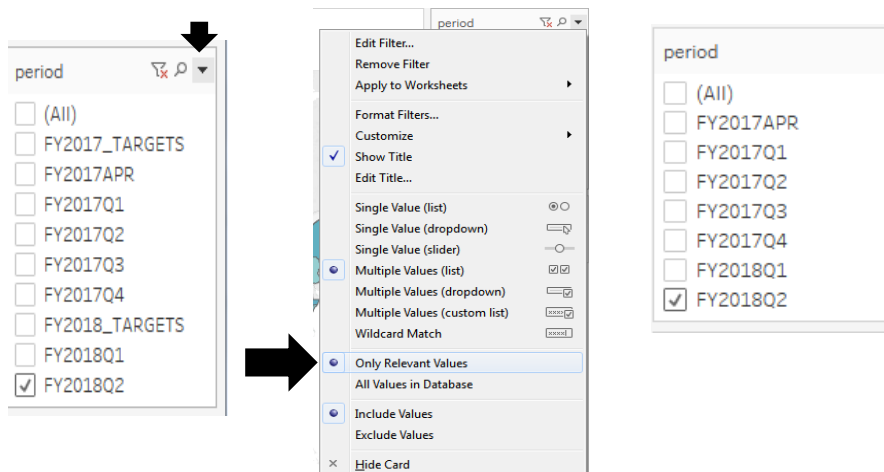 period
(All)
FY2017_TARGETS
FY2017APR
FY2017Q1
FY2017Q2
FY2017Q3
FY2017Q4
FY2018_TARGETS
FY2018Q1
FY2018Q2
period
Edit Filter...
Remove Filter
Apply to Worksheets
Format Filters...
Customize
Show Title
Edit Title...
Single Value (list)
Single Value (dropdown)
Single Value (slider)
Multiple Values (list)
Multiple Values (dropdown)
Multiple Values (custom list)
Wildcard Match
Only Relevant Values
All Values in Database
Include Values
Exclude Values
Hide Card
period
(All)
FY2017APR
FY2017Q1
FY2017Q2
FY2017Q3
FY2017Q4
FY2018Q1
FY2018Q2